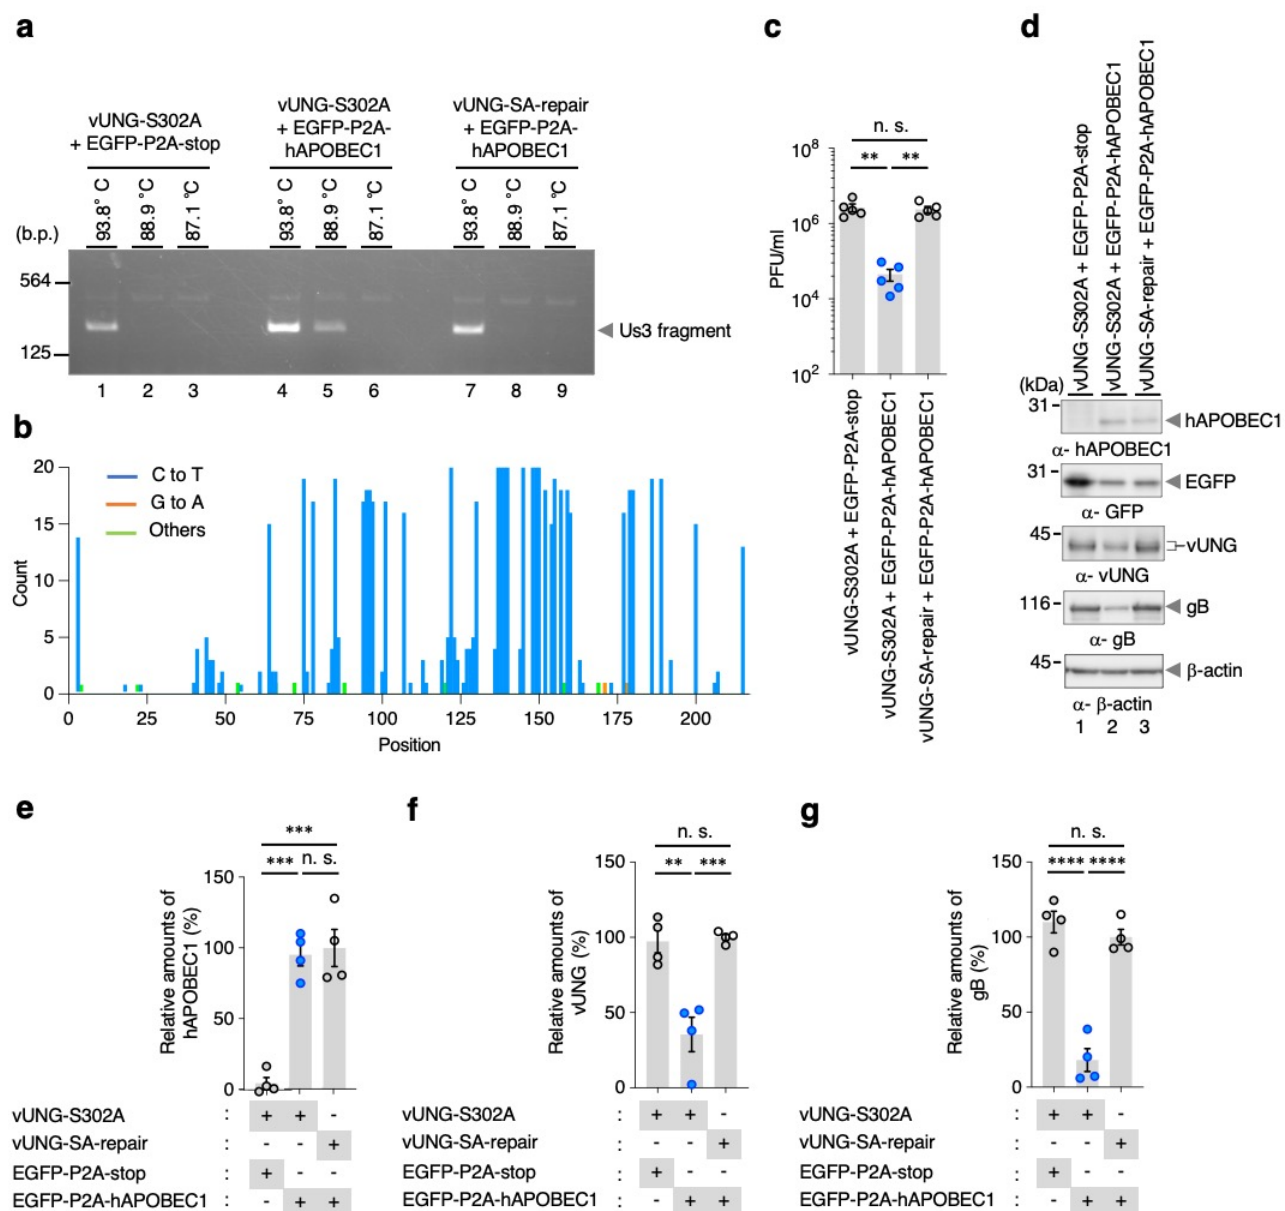 a
vUNG-S302A
+ EGFP-P2A-stop
vUNG-S302A
+ EGFP-P2A-
hAPOBEC1
vUNG-SA-repair
+ EGFP-P2A-
hAPOBEC1
93.8° C
88.9 °C
87.1 °C
93.8° C
88.9 °C
87.1 °C
93.8° C
88.9 °C
87.1 °C
(b.p.)
564
125
Us3 fragment
1 2 3 4 5 6 7 8 9
b
C to T
G to A
Others
Count
20
15
10
5
0
0 25 50 75 100 125 150 175 200
Position
c
n. s.
** **
PFU/ml
10⁸
10⁶
10⁴
10²
vUNG-S302A + EGFP-P2A-stop
vUNG-S302A + EGFP-P2A-hAPOBEC1
vUNG-SA-repair + EGFP-P2A-hAPOBEC1
d
vUNG-S302A + EGFP-P2A-stop
vUNG-S302A + EGFP-P2A-hAPOBEC1
vUNG-SA-repair + EGFP-P2A-hAPOBEC1
(kDa)
31
hAPOBEC1
α- hAPOBEC1
31
EGFP
α- GFP
45
vUNG
α- vUNG
116
gB
α- gB
45
β-actin
α- β-actin
1 2 3
e
***
*** n. s.
Relative amounts of
hAPOBEC1 (%)
150
100
50
0
vUNG-S302A : + + -
vUNG-SA-repair : - - +
EGFP-P2A-stop : + - -
EGFP-P2A-hAPOBEC1 : - + +
f
n. s.
** ***
Relative amounts of
vUNG (%)
150
100
50
0
vUNG-S302A : + + -
vUNG-SA-repair : - - +
EGFP-P2A-stop : + - -
EGFP-P2A-hAPOBEC1 : - + +
g
n. s.
**** ****
Relative amounts of
gB (%)
150
100
50
0
vUNG-S302A : + + -
vUNG-SA-repair : - - +
EGFP-P2A-stop : + - -
EGFP-P2A-hAPOBEC1 : - + +